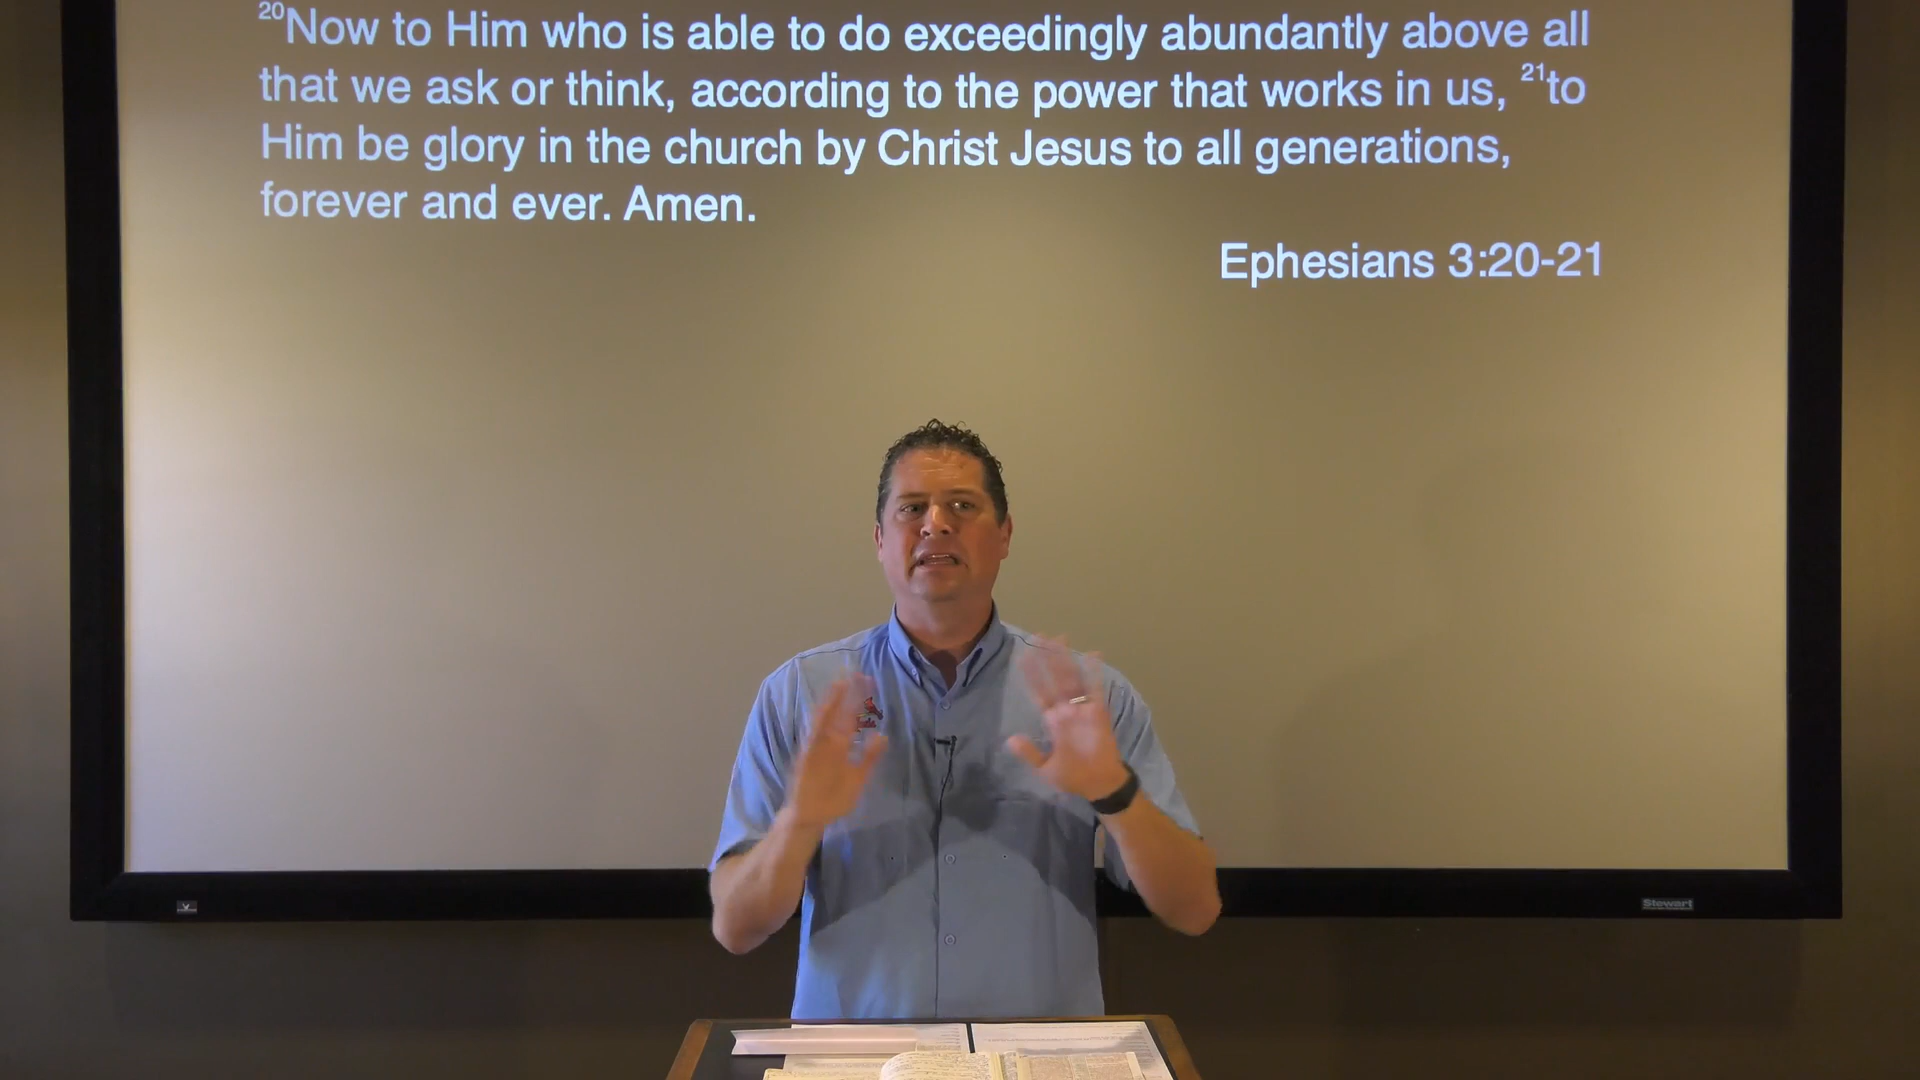 20Now to Him who is able to do exceedingly abundantly above all
that we ask or think, according to the power that works in us, 21to
Him be glory in the church by Christ Jesus to all generations,
forever and ever. Amen.
Ephesians 3:20-21
Stewart